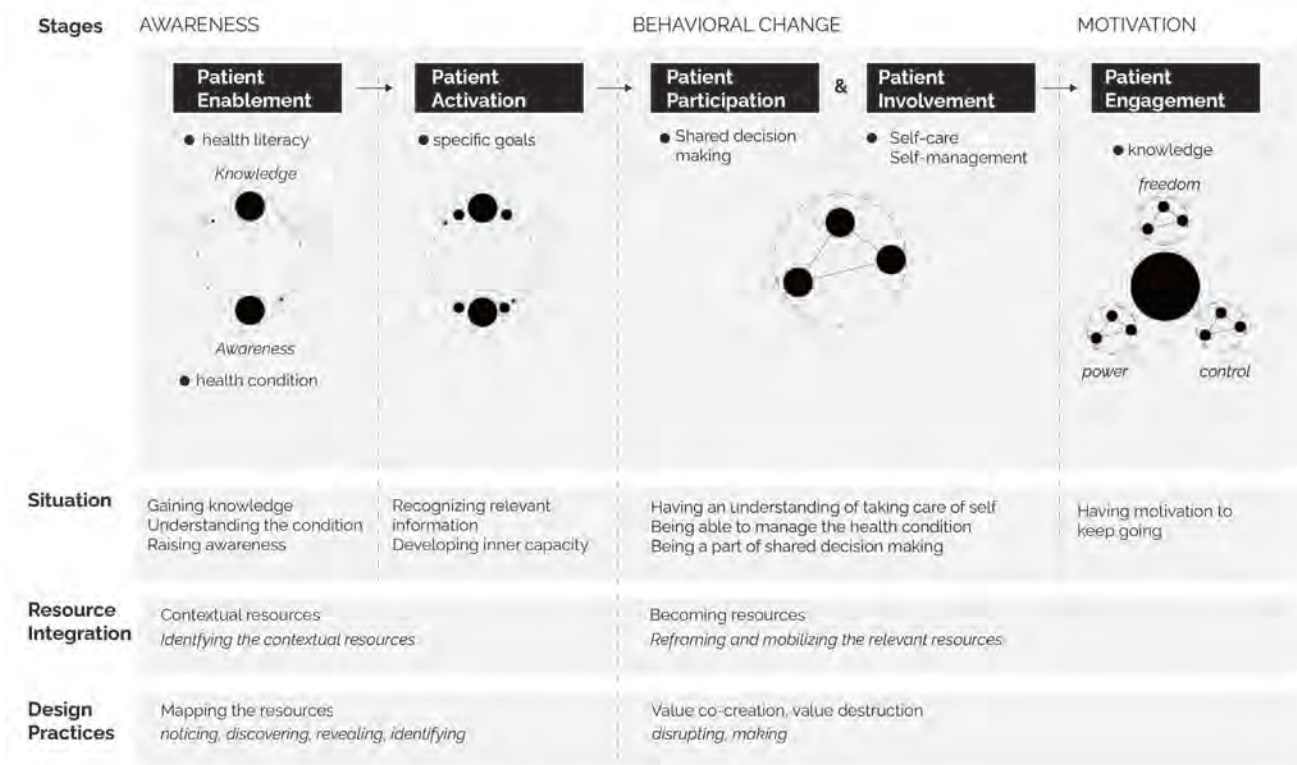 Stages
AWARENESS
BEHAVIORAL CHANGE
MOTIVATION
Patient
Enablement
Patient
Activation
Patient
Participation
&
Patient
Involvement
Patient
Engagement
health literacy
Knowledge
Awareness
health condition
specific goals
Shared decision
making
Self-care
Self-management
knowledge
freedom
power
control
Situation
Gaining knowledge
Understanding the condition
Raising awareness
Recognizing relevant
information
Developing inner capacity
Having an understanding of taking care of self
Being able to manage the health condition
Being a part of shared decision making
Having motivation to
keep going
Resource
Integration
Contextual resources
Identifying the contextual resources
Becoming resources
Reframing and mobilizing the relevant resources
Design
Practices
Mapping the resources
noticing, discovering, revealing, identifying
Value co-creation, value destruction
disrupting, making